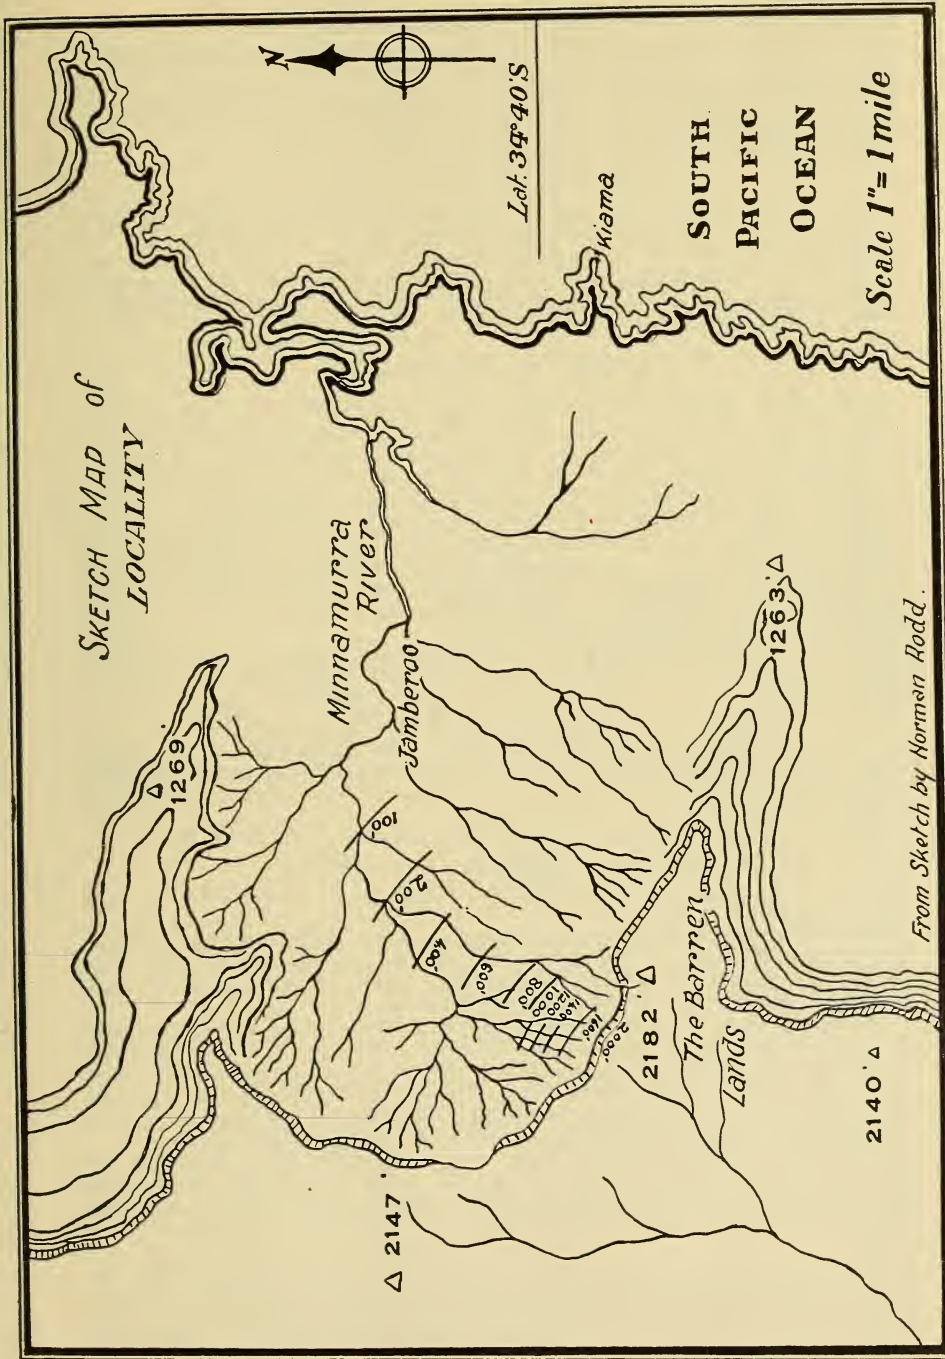 SKETCH MAP of
LOCALITY
N
Lat. 34°40'S
Kiama
SOUTH
PACIFIC
OCEAN
Scale 1"= 1 mile
Minnamurra
River
Jamberoo
1269
1263'
100'
200'
400'
600'
800'
1000
1200
1400'
1600'
2000'
2182'
The Barren
Lands
2147'
2140'
From Sketch by Norman Rodd.